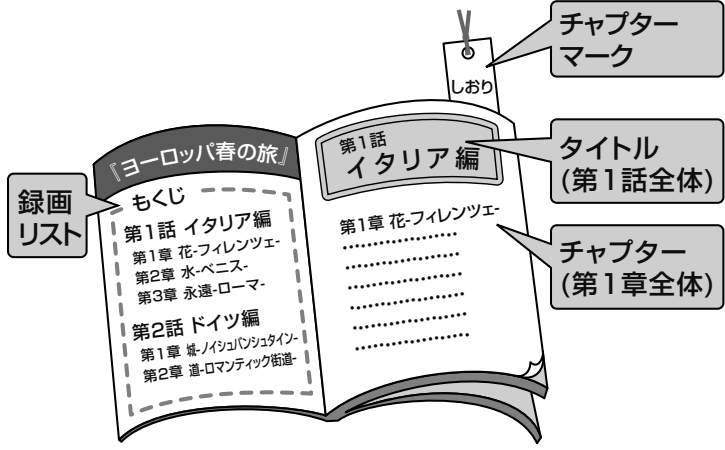 チャプター
マーク
しおり
『ヨーロッパ春の旅』
第1話
イタリア編
タイトル
(第1話全体)
録画
リスト
もくじ
第1話 イタリア編
第1章 花-フィレンツェ-
第2章 水-ベニス-
第3章 永遠-ローマ-
第2話 ドイツ編
第1章 城-ノイシュバンシュタイン-
第2章 道-ロマンティック街道-
第1章 花-フィレンツェ-
チャプター
(第1章全体)